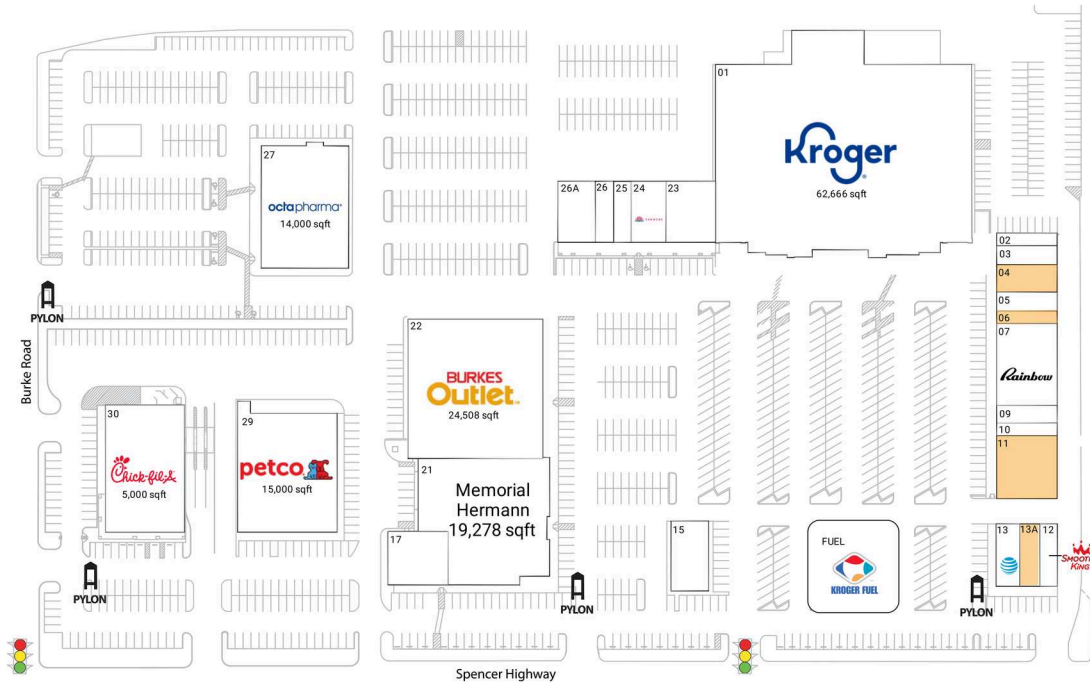 01
Kroger
62,666 sqft
27
octapharma
14,000 sqft
26A
26
25
24
23
02
03
04
05
06
07
Rainbow
09
10
11
PYLON
Burke Road
22
BURKES
Outlet
24,508 sqft
30
Chick-fil-A
5,000 sqft
29
petco
15,000 sqft
21
Memorial
Hermann
19,278 sqft
17
15
FUEL
KROGER FUEL
13
13A
12
at&t
SMOOTH
KING
PYLON
PYLON
PYLON
Spencer Highway